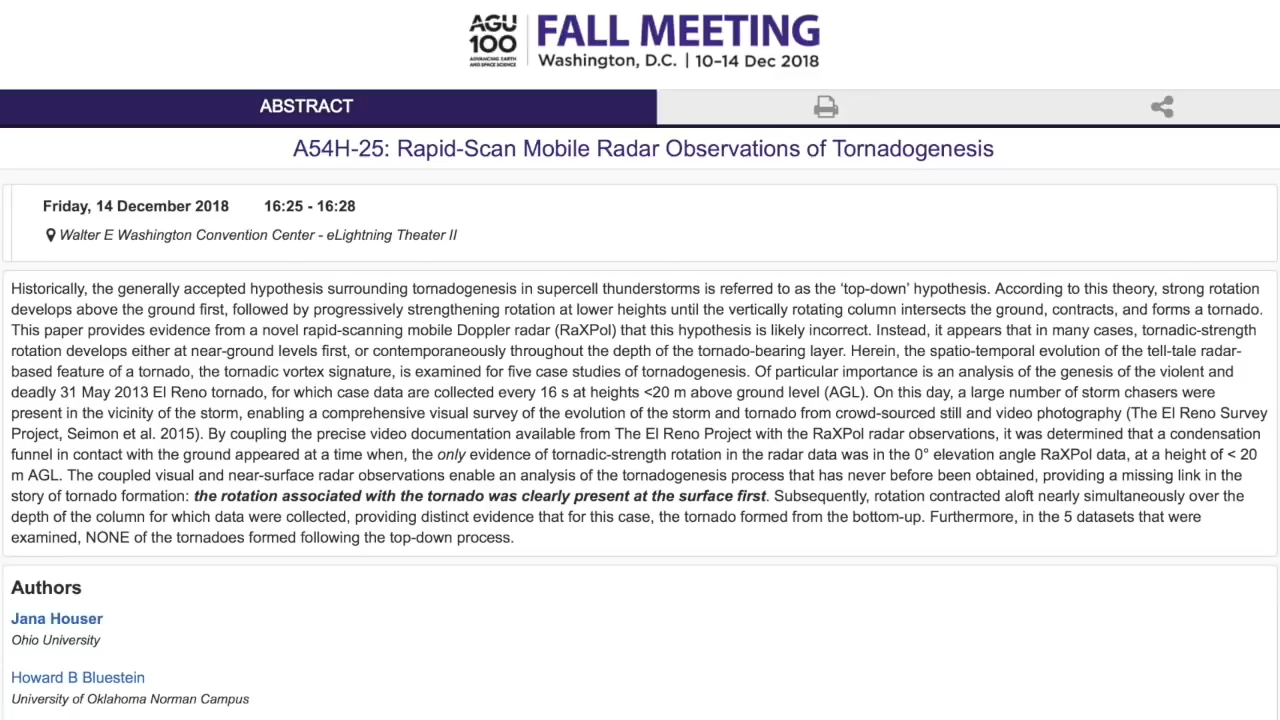 AGU
100
ADVANCING EARTH
AND SPACE SCIENCE
FALL MEETING
Washington, D.C. | 10–14 Dec 2018
ABSTRACT
A54H-25: Rapid-Scan Mobile Radar Observations of Tornadogenesis
Friday, 14 December 2018 16:25 - 16:28
Walter E Washington Convention Center - eLightning Theater II
Historically, the generally accepted hypothesis surrounding tornadogenesis in supercell thunderstorms is referred to as the ‘top-down’ hypothesis. According to this theory, strong rotation
develops above the ground first, followed by progressively strengthening rotation at lower heights until the vertically rotating column intersects the ground, contracts, and forms a tornado.
This paper provides evidence from a novel rapid-scanning mobile Doppler radar (RaXPol) that this hypothesis is likely incorrect. Instead, it appears that in many cases, tornadic-strength
rotation develops either at near-ground levels first, or contemporaneously throughout the depth of the tornado-bearing layer. Herein, the spatio-temporal evolution of the tell-tale radar-
based feature of a tornado, the tornadic vortex signature, is examined for five case studies of tornadogenesis. Of particular importance is an analysis of the genesis of the violent and
deadly 31 May 2013 El Reno tornado, for which case data are collected every 16 s at heights <20 m above ground level (AGL). On this day, a large number of storm chasers were
present in the vicinity of the storm, enabling a comprehensive visual survey of the evolution of the storm and tornado from crowd-sourced still and video photography (The El Reno Survey
Project, Seimon et al. 2015). By coupling the precise video documentation available from The El Reno Project with the RaXPol radar observations, it was determined that a condensation
funnel in contact with the ground appeared at a time when, the only evidence of tornadic-strength rotation in the radar data was in the 0° elevation angle RaXPol data, at a height of < 20
m AGL. The coupled visual and near-surface radar observations enable an analysis of the tornadogenesis process that has never before been obtained, providing a missing link in the
story of tornado formation: the rotation associated with the tornado was clearly present at the surface first. Subsequently, rotation contracted aloft nearly simultaneously over the
depth of the column for which data were collected, providing distinct evidence that for this case, the tornado formed from the bottom-up. Furthermore, in the 5 datasets that were
examined, NONE of the tornadoes formed following the top-down process.
Authors
Jana Houser
Ohio University
Howard B Bluestein
University of Oklahoma Norman Campus